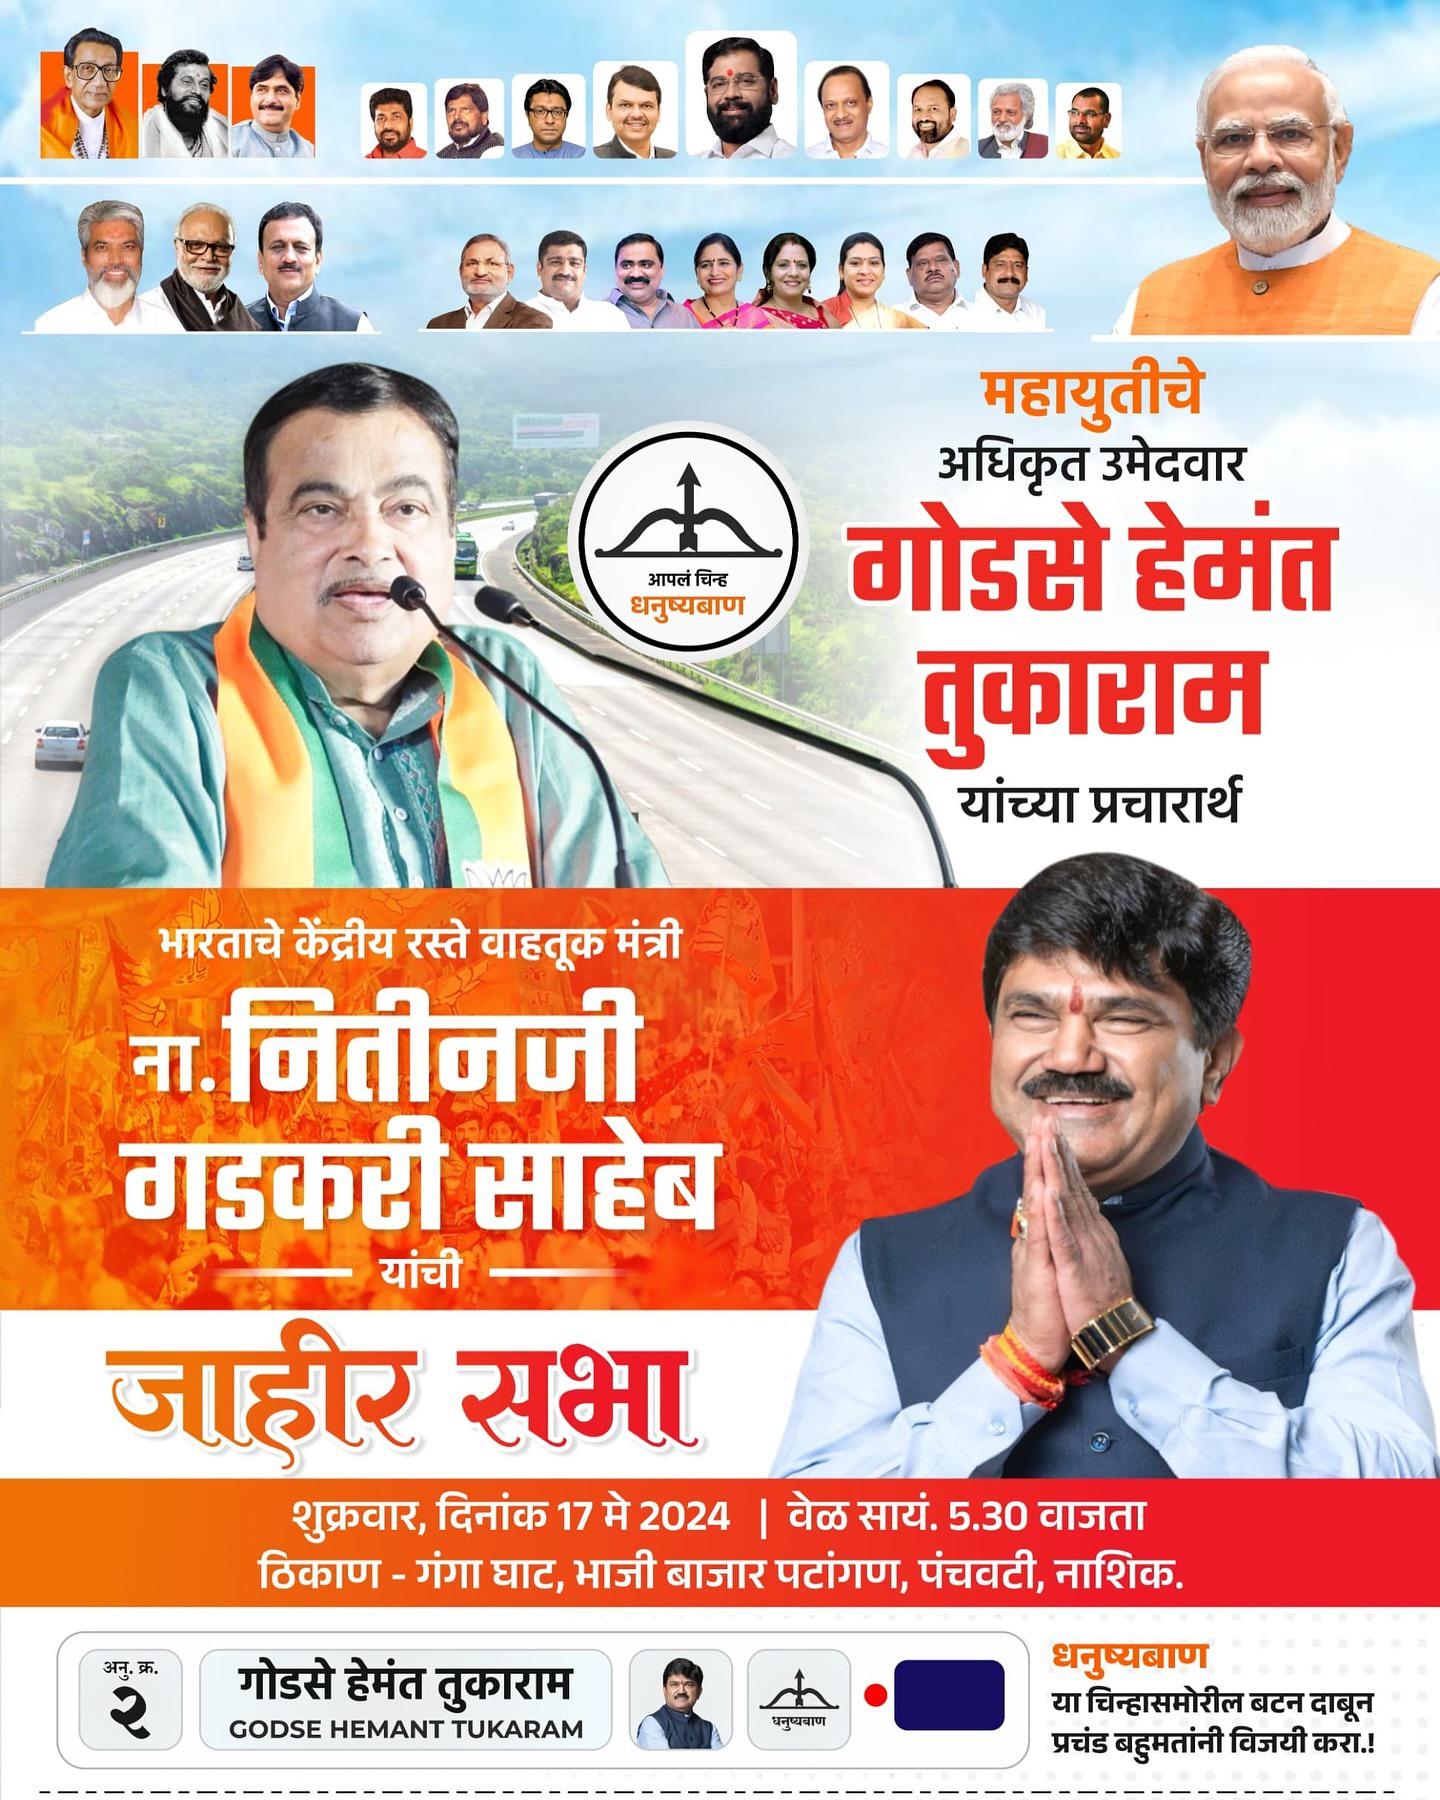 महायुतीचे
अधिकृत उमेदवार
गोडसे हेमंत
तुकाराम
यांच्या प्रचारार्थ
आपलं चिन्ह
धनुष्यबाण
भारताचे केंद्रीय रस्ते वाहतूक मंत्री
ना. नितीनजी
गडकरी साहेब
यांची
जाहीर सभा
शुक्रवार, दिनांक 17 मे 2024 | वेळ सायं. 5.30 वाजता
ठिकाण - गंगा घाट, भाजी बाजार पटांगण, पंचवटी, नाशिक.
अनु. क्र.
२
गोडसे हेमंत तुकाराम
GODSE HEMANT TUKARAM
धनुष्यबाण
धनुष्यबाण
या चिन्हासमोरील बटन दाबून
प्रचंड बहुमतांनी विजयी करा.!